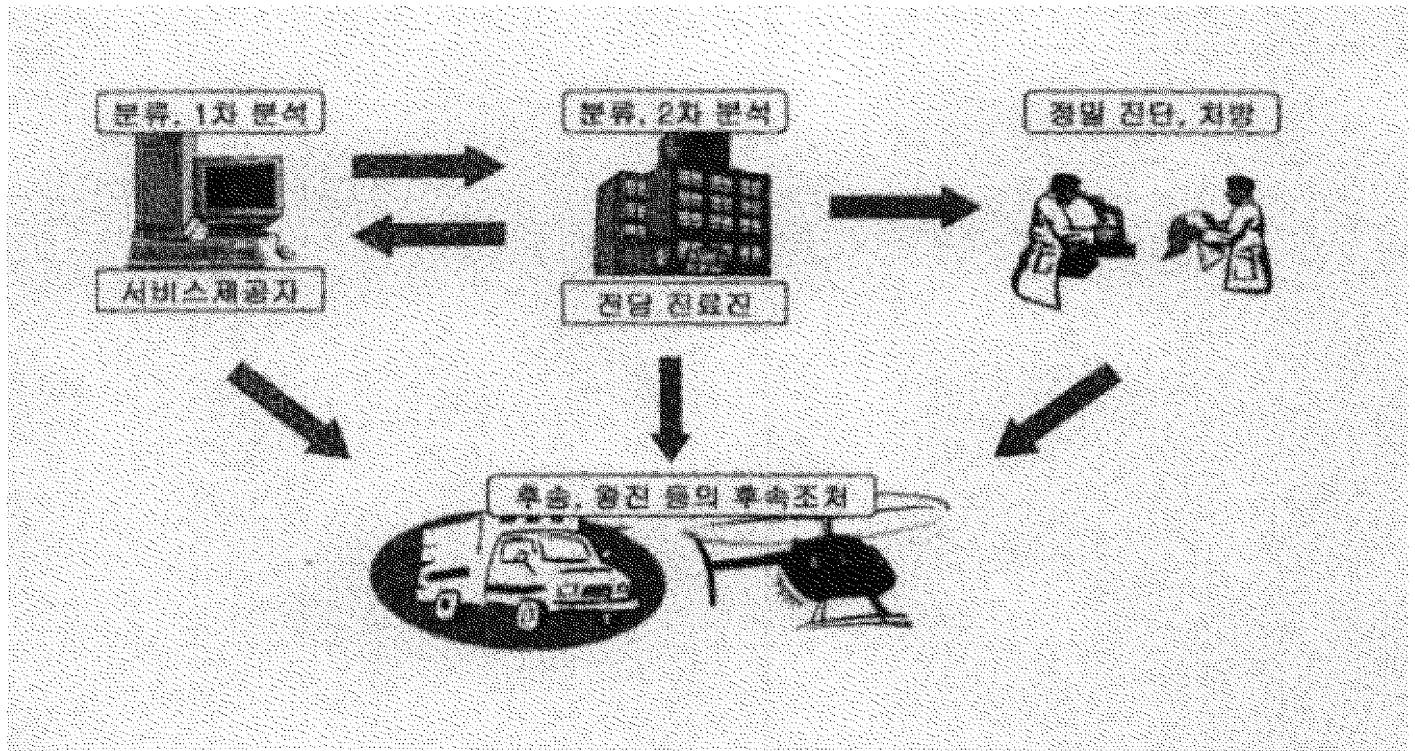 분류, 1차 분석
분류, 2차 분석
정밀 진단, 처방
서비스제공자
전담 진료진
후송, 왕진 등의 후속조처